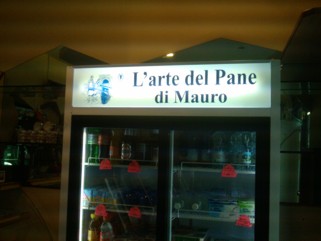 L'arte del Pane
di Mauro